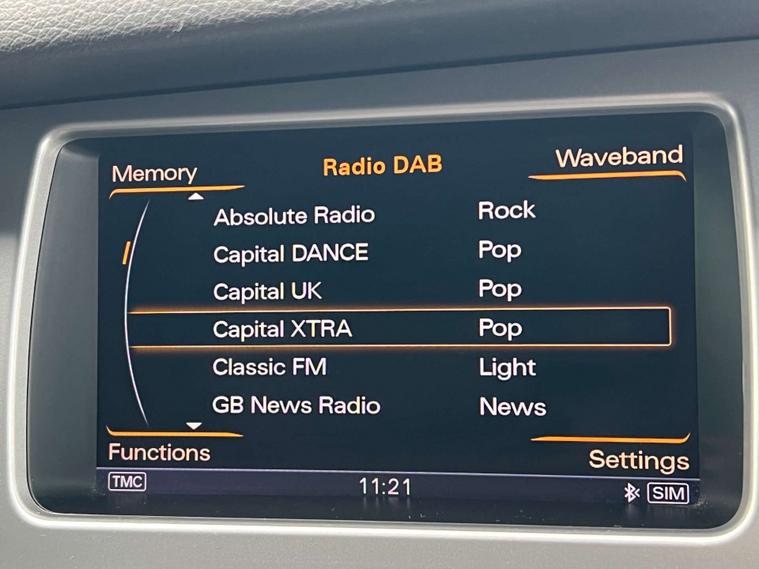 Memory
Radio DAB
Waveband
Absolute Radio Rock
Capital DANCE Pop
Capital UK Pop
Capital XTRA Pop
Classic FM Light
GB News Radio News
Functions
Settings
TMC
11:21
SIM